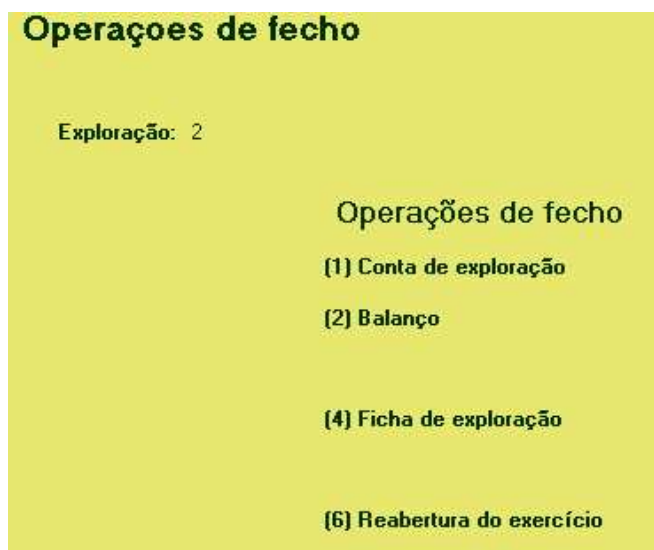 Operaçoes de fecho
Exploração: 2
Operações de fecho
(1) Conta de exploração
(2) Balanço
(4) Ficha de exploração
(6) Reabertura do exercício